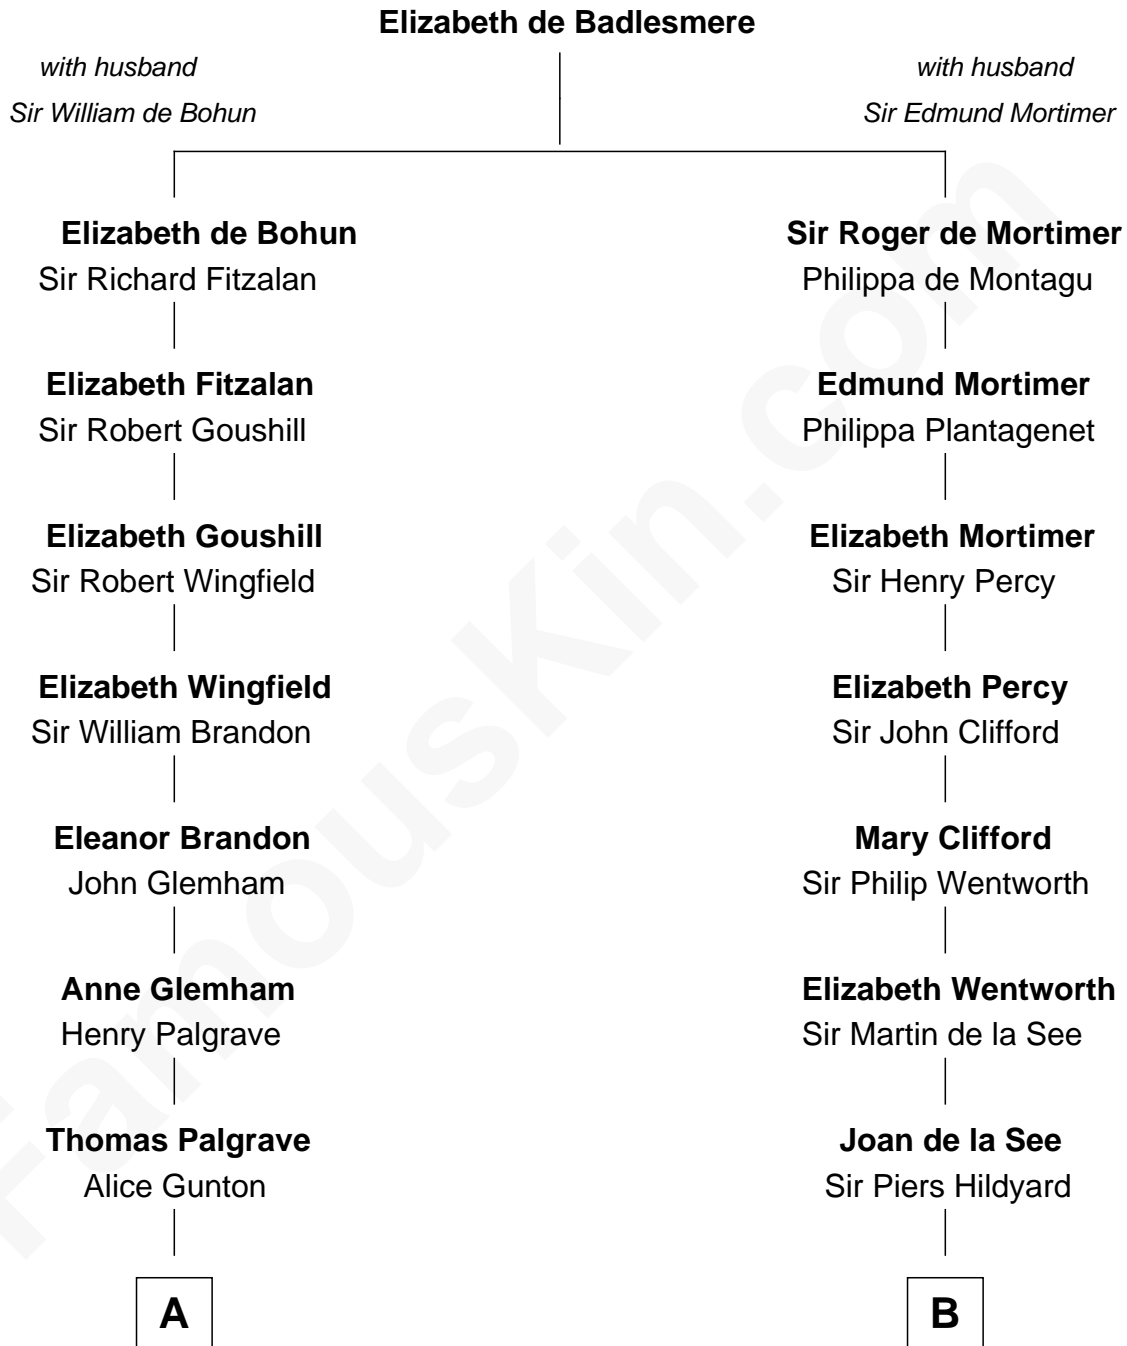 Elizabeth de Badlesmere
with husband
Sir William de Bohun
with husband
Sir Edmund Mortimer
Elizabeth de Bohun
Sir Richard Fitzalan
Sir Roger de Mortimer
Philippa de Montagu
Elizabeth Fitzalan
Sir Robert Goushill
Edmund Mortimer
Philippa Plantagenet
Elizabeth Goushill
Sir Robert Wingfield
Elizabeth Mortimer
Sir Henry Percy
Elizabeth Wingfield
Sir William Brandon
Elizabeth Percy
Sir John Clifford
Eleanor Brandon
John Glemham
Mary Clifford
Sir Philip Wentworth
Anne Glemham
Henry Palgrave
Elizabeth Wentworth
Sir Martin de la See
Thomas Palgrave
Alice Gunton
Joan de la See
Sir Piers Hildyard
A
B
FamousKin.com